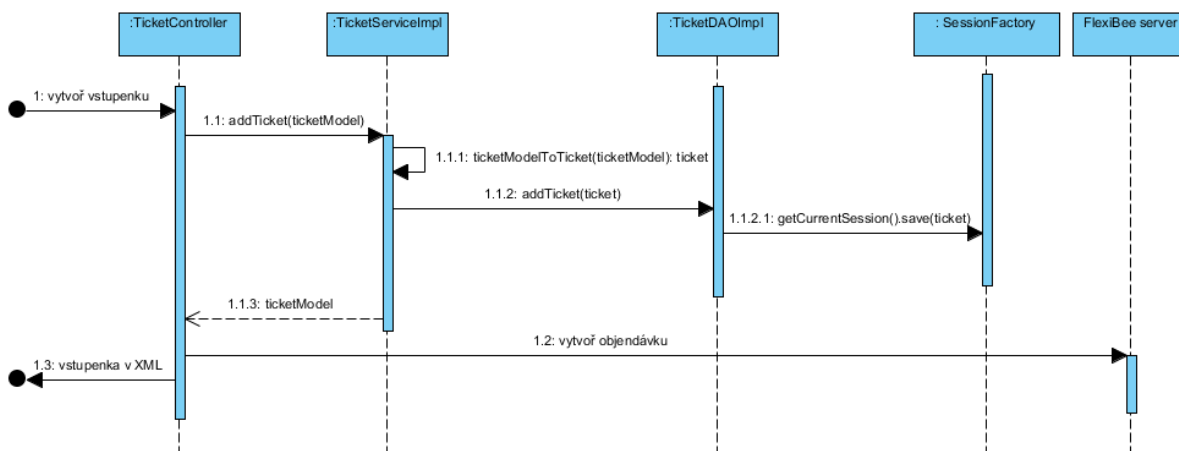 :TicketController
:TicketServiceImpl
:TicketDAOImpl
: SessionFactory
FlexiBee server
1: vytvoř vstupenku
1.1: addTicket(ticketModel)
1.1.1: ticketModelToTicket(ticketModel): ticket
1.1.2: addTicket(ticket)
1.1.2.1: getCurrentSession().save(ticket)
1.1.3: ticketModel
1.2: vytvoř objendávku
1.3: vstupenka v XML